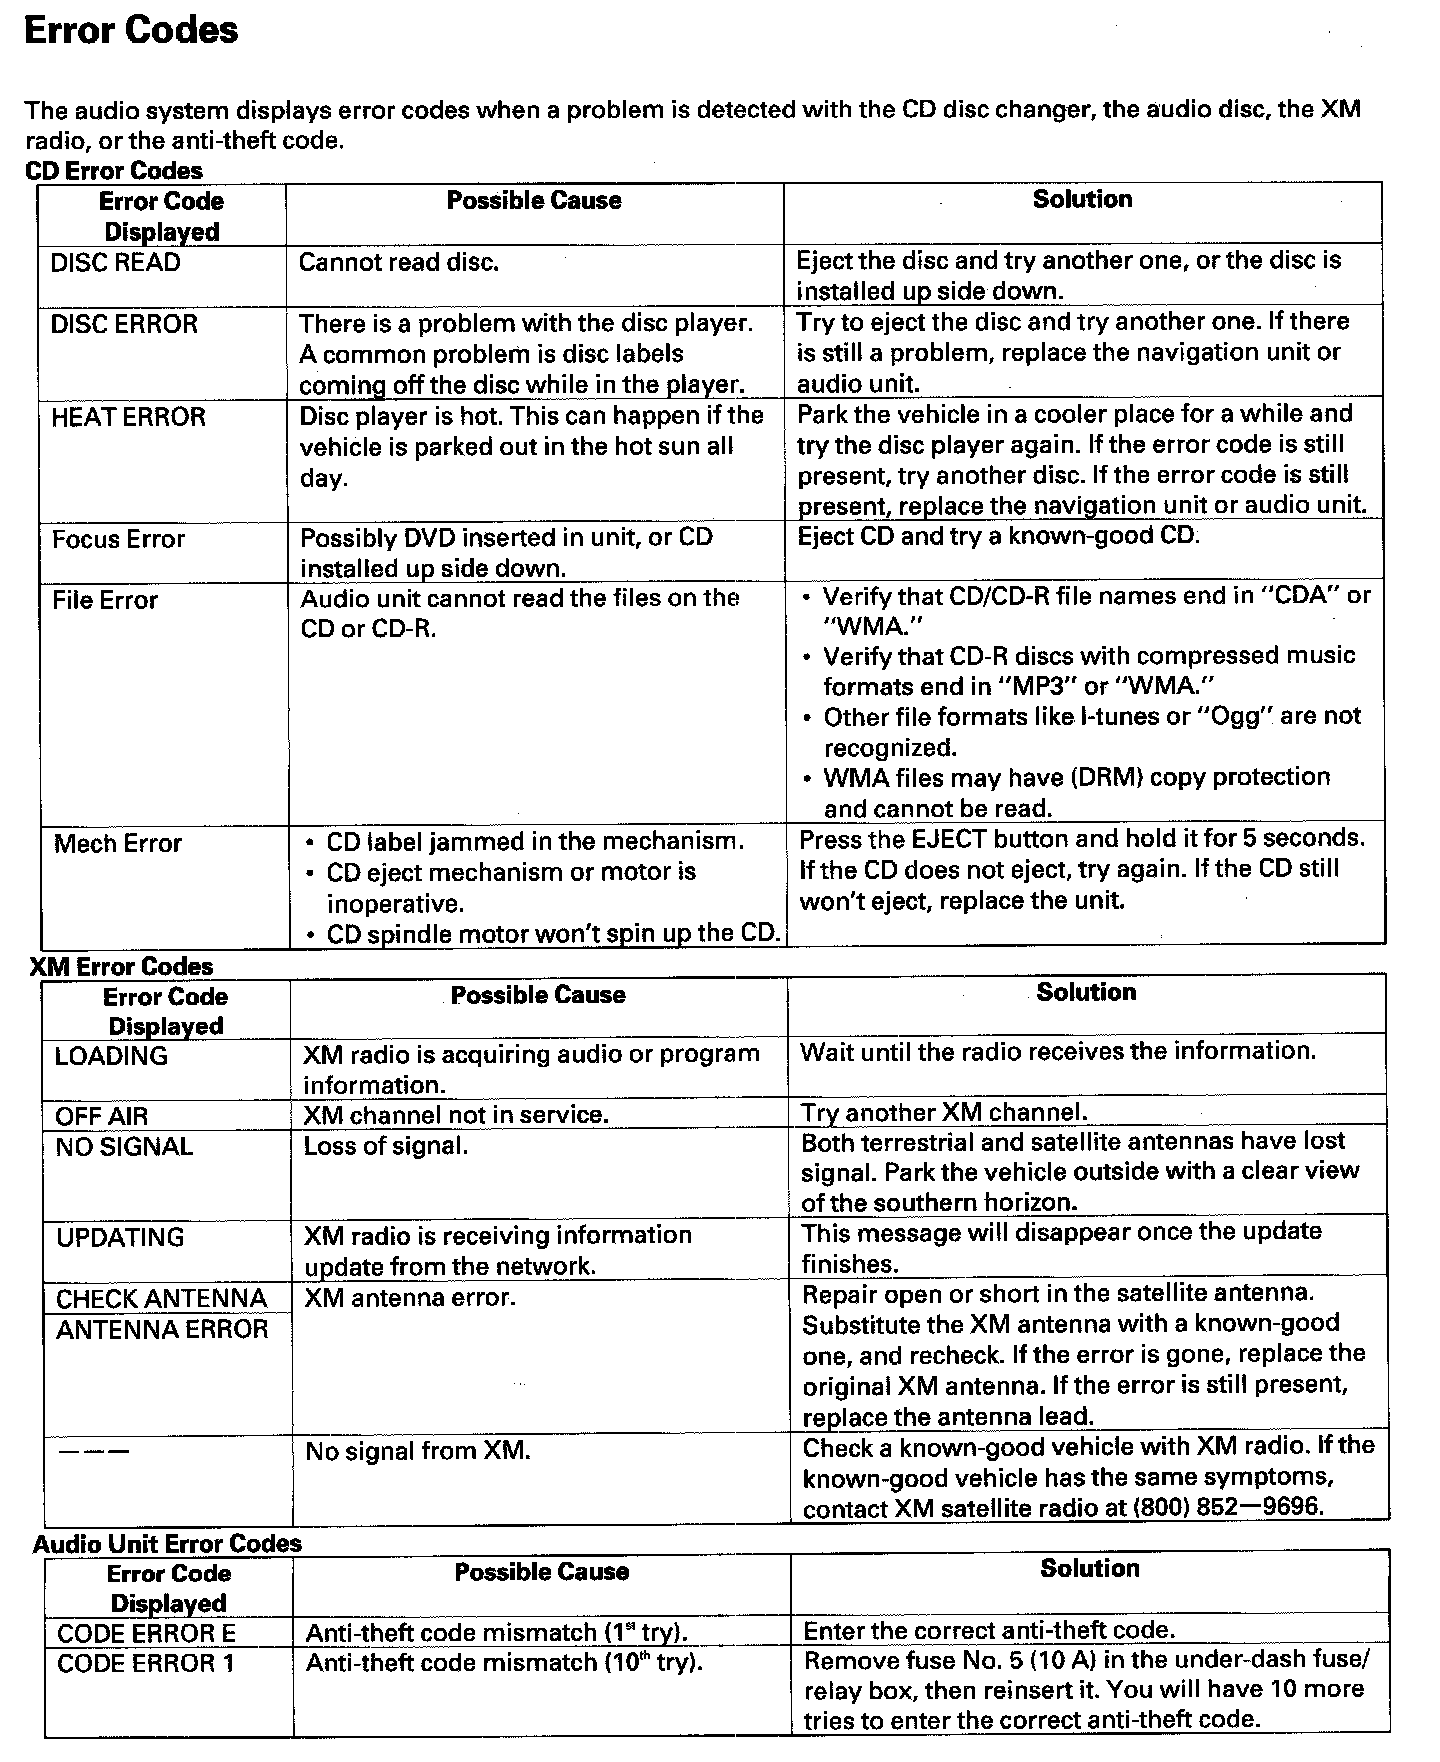 Error Codes
The audio system displays error codes when a problem is detected with the CD disc changer, the audio disc, the XM
radio, or the anti-theft code.
CD Error Codes
Error Code
Displayed
Possible Cause
Solution
DISC READ
Cannot read disc.
Eject the disc and try another one, or the disc is
installed up side down.
DISC ERROR
There is a problem with the disc player.
A common problem is disc labels
coming off the disc while in the player.
Try to eject the disc and try another one. If there
is still a problem, replace the navigation unit or
audio unit.
HEAT ERROR
Disc player is hot. This can happen if the
vehicle is parked out in the hot sun all
day.
Park the vehicle in a cooler place for a while and
try the disc player again. If the error code is still
present, try another disc. If the error code is still
present, replace the navigation unit or audio unit.
Focus Error
Possibly DVD inserted in unit, or CD
installed up side down.
Eject CD and try a known-good CD.
File Error
Audio unit cannot read the files on the
CD or CD-R.
• Verify that CD/CD-R file names end in "CDA" or
"WMA."
• Verify that CD-R discs with compressed music
formats end in "MP3" or "WMA."
• Other file formats like I-tunes or "Ogg" are not
recognized.
• WMA files may have (DRM) copy protection
and cannot be read.
Mech Error
• CD label jammed in the mechanism.
• CD eject mechanism or motor is
inoperative.
• CD spindle motor won't spin up the CD.
Press the EJECT button and hold it for 5 seconds.
If the CD does not eject, try again. If the CD still
won't eject, replace the unit.
XM Error Codes
Error Code
Displayed
Possible Cause
Solution
LOADING
XM radio is acquiring audio or program
information.
Wait until the radio receives the information.
OFF AIR
XM channel not in service.
Try another XM channel.
NO SIGNAL
Loss of signal.
Both terrestrial and satellite antennas have lost
signal. Park the vehicle outside with a clear view
of the southern horizon.
UPDATING
XM radio is receiving information
update from the network.
This message will disappear once the update
finishes.
CHECK ANTENNA
ANTENNA ERROR
XM antenna error.
Repair open or short in the satellite antenna.
Substitute the XM antenna with a known-good
one, and recheck. If the error is gone, replace the
original XM antenna. If the error is still present,
replace the antenna lead.
–––
No signal from XM.
Check a known-good vehicle with XM radio. If the
known-good vehicle has the same symptoms,
contact XM satellite radio at (800) 852—9696.
Audio Unit Error Codes
Error Code
Displayed
Possible Cause
Solution
CODE ERROR E
Anti-theft code mismatch (1st try).
Enter the correct anti-theft code.
CODE ERROR 1
Anti-theft code mismatch (10th try).
Remove fuse No. 5 (10 A) in the under-dash fuse/
relay box, then reinsert it. You will have 10 more
tries to enter the correct anti-theft code.